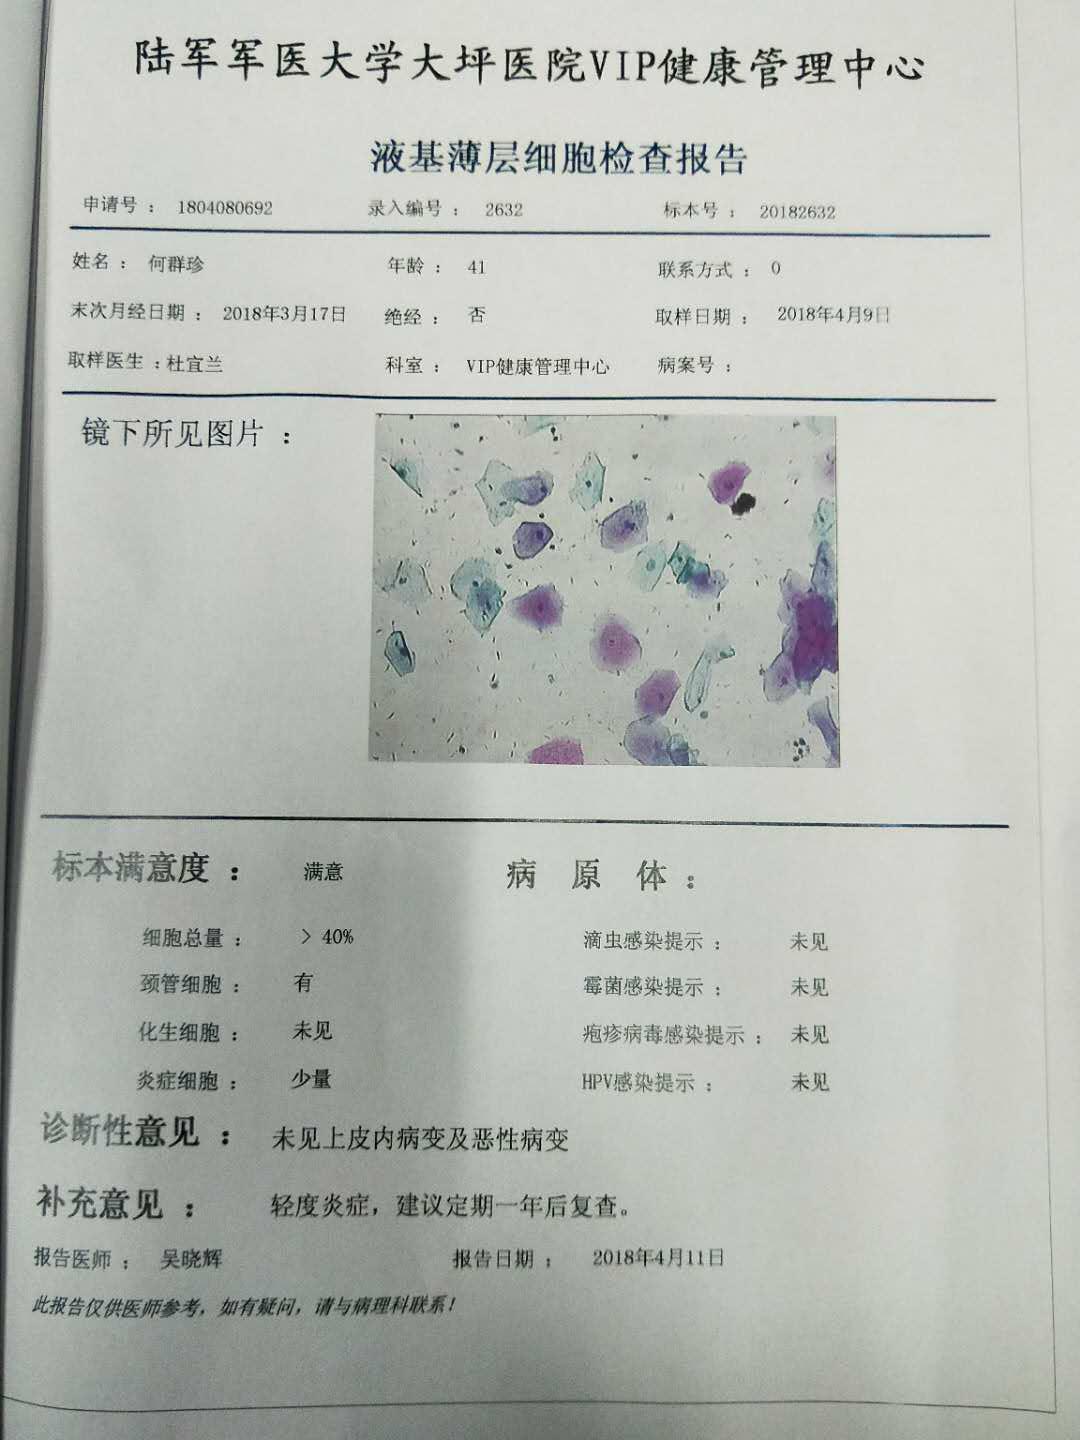 陆军军医大学大坪医院VIP健康管理中心
液基薄层细胞检查报告
申请号 ： 1804080692 录入编号 ： 2632 标本号 ： 20182632
姓名 ： 何群珍 年龄 ： 41 联系方式 ： 0
末次月经日期 ： 2018年3月17日 绝经 ： 否 取样日期 ： 2018年4月9日
取样医生 ：杜宜兰 科室 ： VIP健康管理中心 病案号 ：
镜下所见图片 ：
标本满意度 ： 满意 病 原 体 ：
细胞总量 ： > 40% 滴虫感染提示 ： 未见
颈管细胞 ： 有 霉菌感染提示 ： 未见
化生细胞 ： 未见 疱疹病毒感染提示 ： 未见
炎症细胞 ： 少量 HPV感染提示 ： 未见
诊断性意见 ： 未见上皮内病变及恶性病变
补充意见 ： 轻度炎症，建议定期一年后复查。
报告医师 ： 吴晓辉 报告日期 ： 2018年4月11日
此报告仅供医师参考，如有疑问，请与病理科联系！